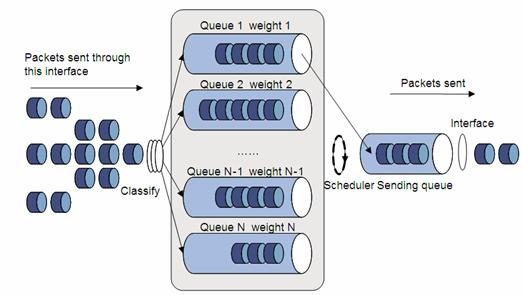 Queue 1 weight 1
Packets sent through
this interface
Queue 2 weight 2
Packets sent
......
Interface
Classify
Queue N-1 weight N-1
Scheduler Sending queue
Queue N weight N